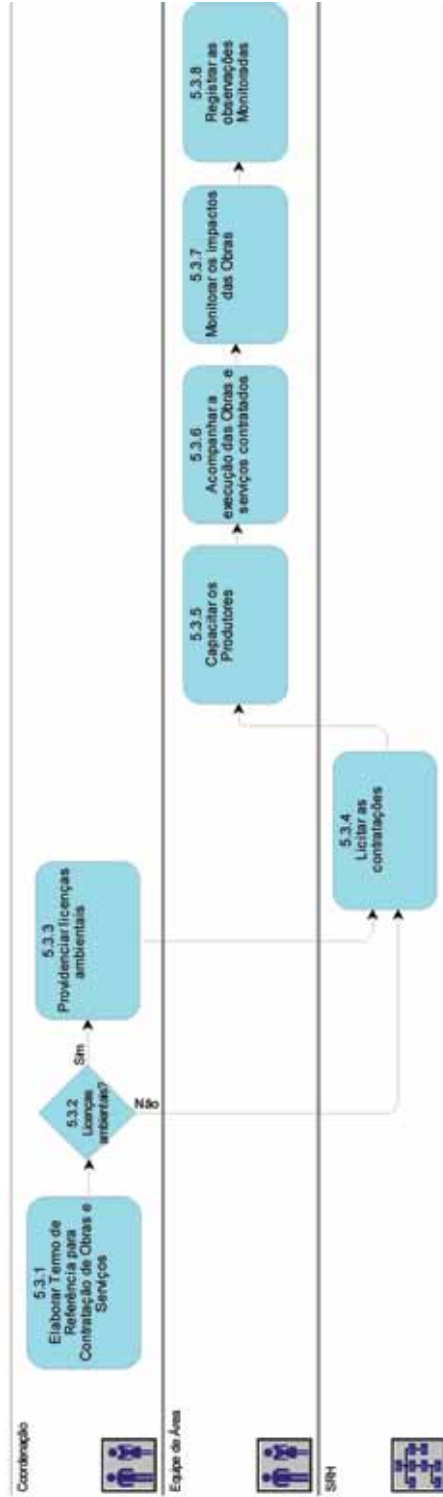 Coordenação
5.3.1
Elaborar Termo de
Referência para
Contratação de Obras e
Serviços
5.3.2
Licenças
ambientais?
Sim
Não
5.3.3
Providenciar licenças
ambientais
Equipe de Área
5.3.5
Capacitar os
Produtores
5.3.6
Acompanhar a
execução das Obras e
serviços contratados
5.3.7
Monitorar os impactos
das Obras
5.3.8
Registrar as
observações
Monitoradas
SRH
5.3.4
Licitar as
contratações